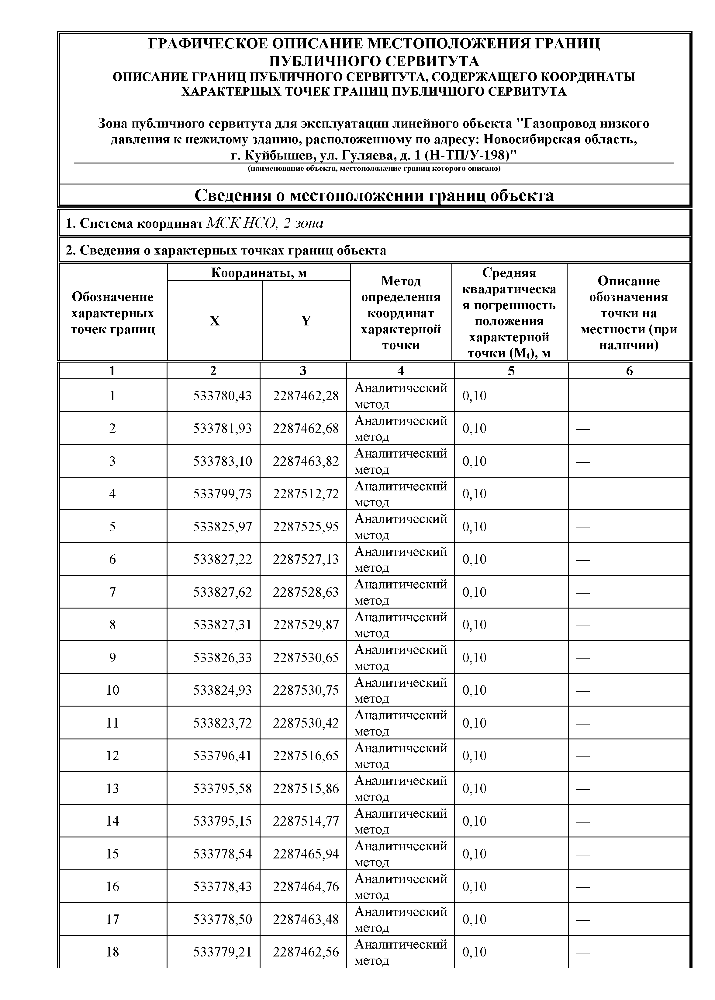 ГРАФИЧЕСКОЕ ОПИСАНИЕ МЕСТОПОЛОЖЕНИЯ ГРАНИЦ
ПУБЛИЧНОГО СЕРВИТУТА
ОПИСАНИЕ ГРАНИЦ ПУБЛИЧНОГО СЕРВИТУТА, СОДЕРЖАЩЕГО КООРДИНАТЫ
ХАРАКТЕРНЫХ ТОЧЕК ГРАНИЦ ПУБЛИЧНОГО СЕРВИТУТА
Зона публичного сервитута для эксплуатации линейного объекта "Газопровод низкого
давления к нежилому зданию, расположенному по адресу: Новосибирская область,
г. Куйбышев, ул. Гуляева, д. 1 (Н-ТП/У-198)"
(наименование объекта, местоположение границ которого описано)
Сведения о местоположении границ объекта
1. Система координат МСК НСО, 2 зона
2. Сведения о характерных точках границ объекта
Обозначение
характерных
точек границ
Координаты, м
X
Y
Метод
определения
координат
характерной
точки
Средняя
квадратическа
я погрешность
положения
характерной
точки (Mt), м
Описание
обозначения
точки на
местности (при
наличии)
1 2 3 4 5 6
1 533780,43 2287462,28 Аналитический
метод 0,10 —
2 533781,93 2287462,68 Аналитический
метод 0,10 —
3 533783,10 2287463,82 Аналитический
метод 0,10 —
4 533799,73 2287512,72 Аналитический
метод 0,10 —
5 533825,97 2287525,95 Аналитический
метод 0,10 —
6 533827,22 2287527,13 Аналитический
метод 0,10 —
7 533827,62 2287528,63 Аналитический
метод 0,10 —
8 533827,31 2287529,87 Аналитический
метод 0,10 —
9 533826,33 2287530,65 Аналитический
метод 0,10 —
10 533824,93 2287530,75 Аналитический
метод 0,10 —
11 533823,72 2287530,42 Аналитический
метод 0,10 —
12 533796,41 2287516,65 Аналитический
метод 0,10 —
13 533795,58 2287515,86 Аналитический
метод 0,10 —
14 533795,15 2287514,77 Аналитический
метод 0,10 —
15 533778,54 2287465,94 Аналитический
метод 0,10 —
16 533778,43 2287464,76 Аналитический
метод 0,10 —
17 533778,50 2287463,48 Аналитический
метод 0,10 —
18 533779,21 2287462,56 Аналитический
метод 0,10 —